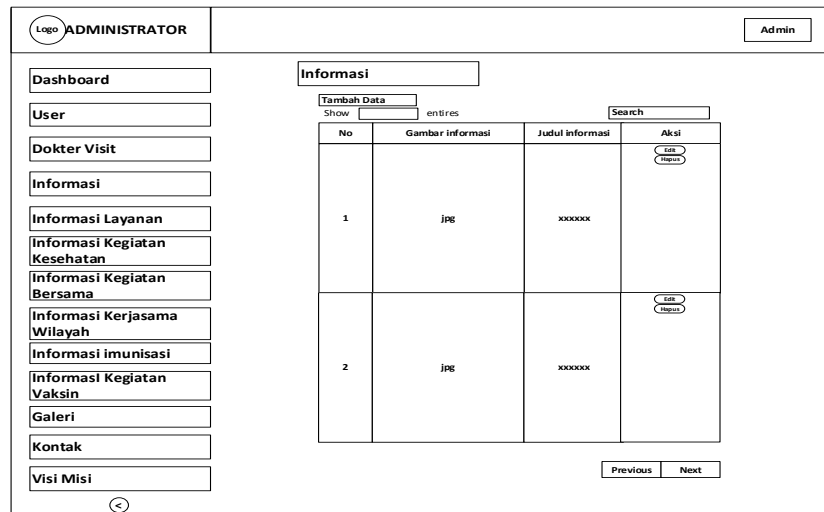 Logo ADMINISTRATOR
Admin
Dashboard
User
Dokter Visit
Informasi
Informasi Layanan
Informasi Kegiatan
Kesehatan
Informasi Kegiatan
Bersama
Informasi Kerjasama
Wilayah
Informasi imunisasi
InformasI Kegiatan
Vaksin
Galeri
Kontak
Visi Misi
<
Informasi
Tambah Data
Show entires
Search
No Gambar informasi Judul informasi Aksi
Edit
Hapus
1 jpg xxxxxx
Edit
Hapus
2 jpg xxxxxx
Previous Next